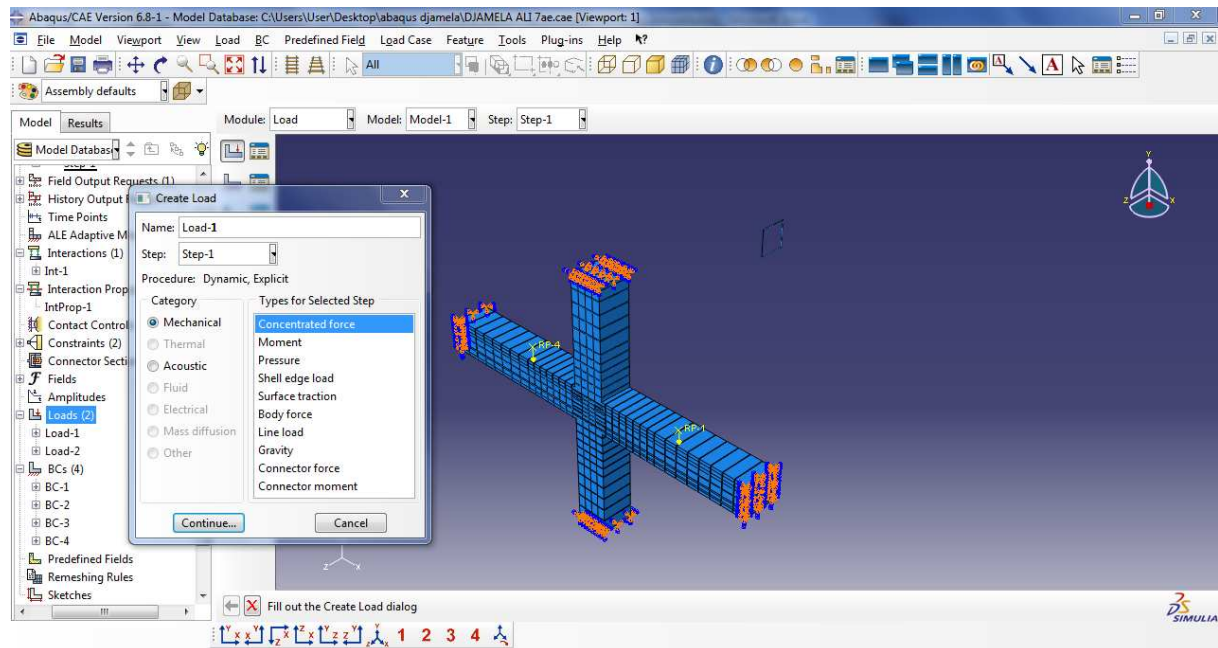 Abaqus/CAE Version 6.8-1 - Model Database: C:\Users\User\Desktop\abaqus djamela\DJAMELA ALI 7ae.cae [Viewport: 1]
File Model Viewport View Load BC Predefined Field Load Case Feature Tools Plug-ins Help
All
Assembly defaults
Model Results
Module: Load Model: Model-1 Step: Step-1
Model Databas
Step-1
Field Output Requests (1)
History Output
Time Points
ALE Adaptive M
Interactions (1)
Int-1
Interaction Prop
IntProp-1
Contact Control
Constraints (2)
Connector Secti
Fields
Amplitudes
Loads (2)
Load-1
Load-2
BCs (4)
BC-1
BC-2
BC-3
BC-4
Predefined Fields
Remeshing Rules
Sketches
Create Load
Name: Load-1
Step: Step-1
Procedure: Dynamic, Explicit
Category
Mechanical
Thermal
Acoustic
Fluid
Electrical
Mass diffusion
Other
Types for Selected Step
Concentrated force
Moment
Pressure
Shell edge load
Surface traction
Body force
Line load
Gravity
Connector force
Connector moment
Continue... Cancel
RP-4
RP-1
Y
Z X
Z X
Fill out the Create Load dialog
SIMULIA
1 2 3 4